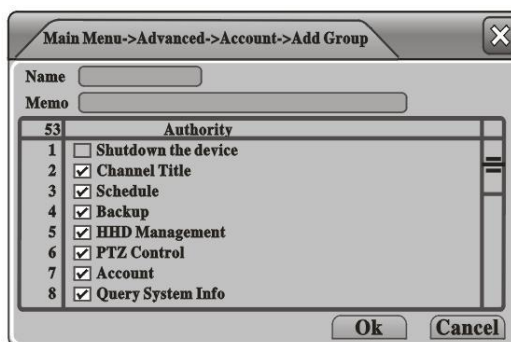 Main Menu->Advanced->Account->Add Group
Name
Memo
53 Authority
1 Shutdown the device
2 Channel Title
3 Schedule
4 Backup
5 HHD Management
6 PTZ Control
7 Account
8 Query System Info
Ok Cancel